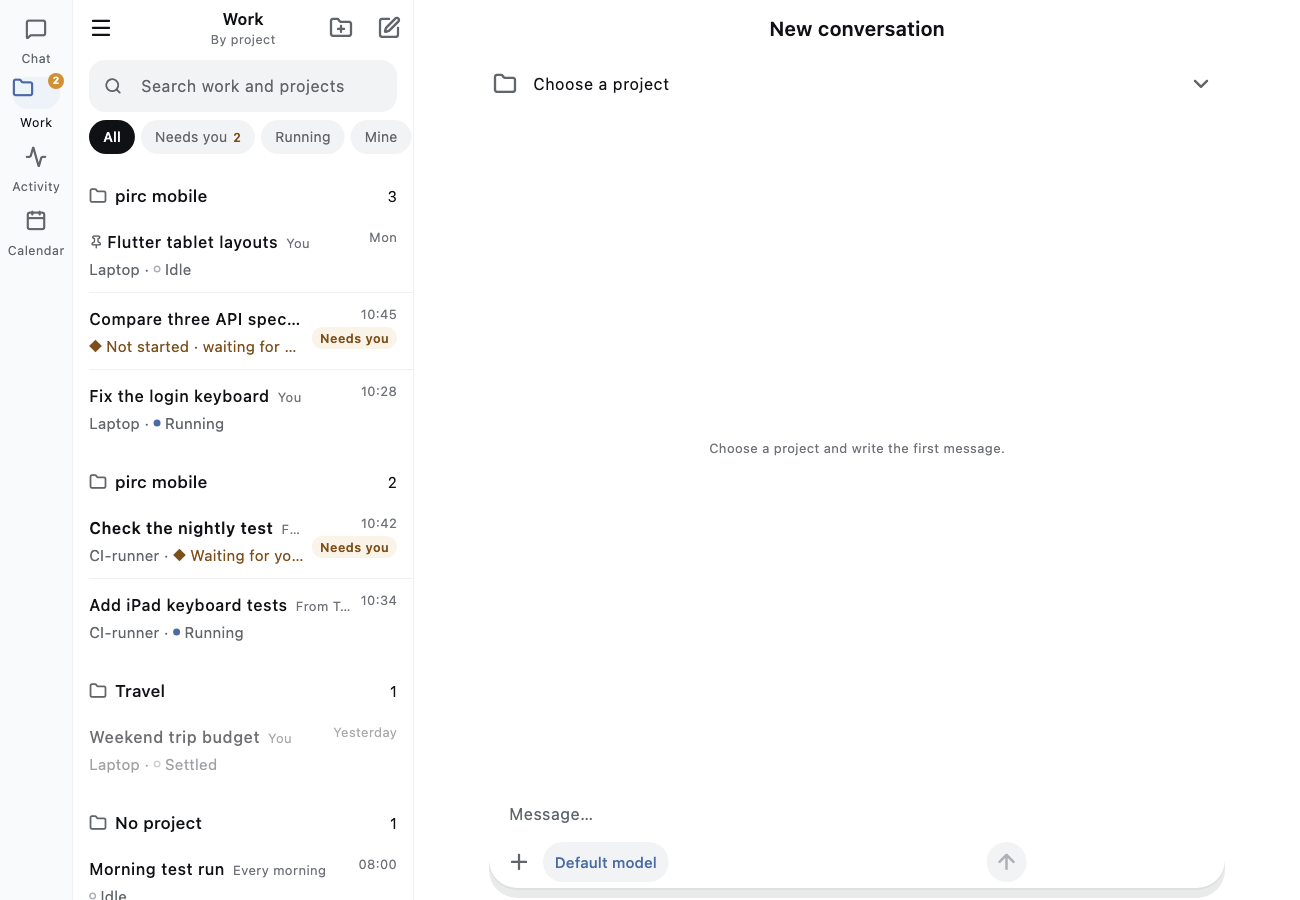 Chat
2
Work
Activity
Calendar
Work
By project
Search work and projects
All
Needs you 2
Running
Mine
pirc mobile 3
Flutter tablet layouts You Mon
Laptop · Idle
Compare three API spec... 10:45
Not started · waiting for ... Needs you
Fix the login keyboard You 10:28
Laptop · Running
pirc mobile 2
Check the nightly test F... 10:42
CI-runner · Waiting for yo... Needs you
Add iPad keyboard tests From T... 10:34
CI-runner · Running
Travel 1
Weekend trip budget You Yesterday
Laptop · Settled
No project 1
Morning test run Every morning 08:00
Idle
New conversation
Choose a project
Choose a project and write the first message.
Message...
Default model